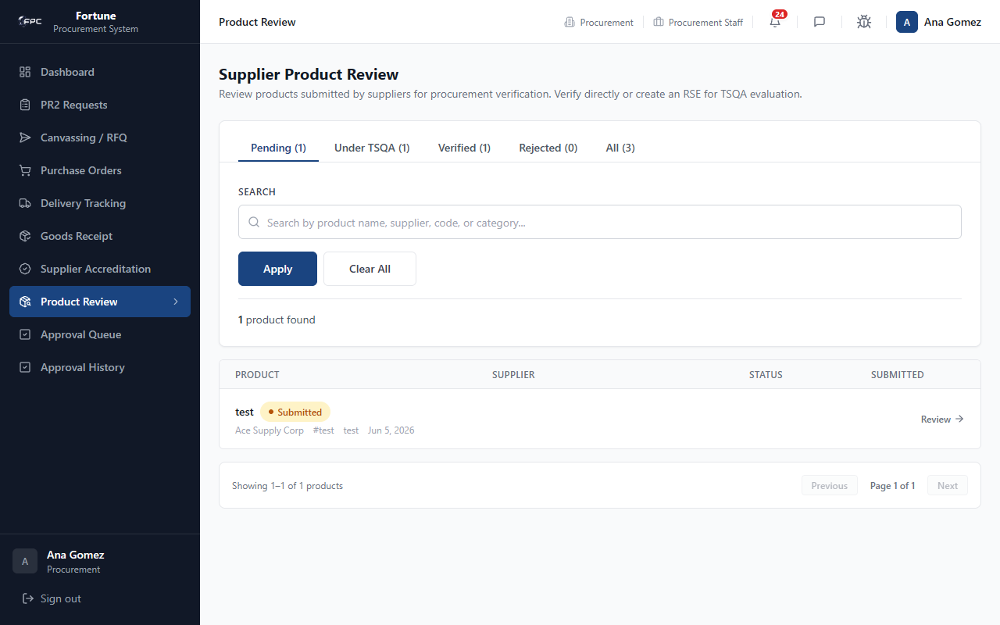 FPC
Fortune
Procurement System
Dashboard
PR2 Requests
Canvassing / RFQ
Purchase Orders
Delivery Tracking
Goods Receipt
Supplier Accreditation
Product Review
Approval Queue
Approval History
A
Ana Gomez
Procurement
Sign out
Product Review
Procurement
Procurement Staff
24
A
Ana Gomez
Supplier Product Review
Review products submitted by suppliers for procurement verification. Verify directly or create an RSE for TSQA evaluation.
Pending (1) Under TSQA (1) Verified (1) Rejected (0) All (3)
SEARCH
Search by product name, supplier, code, or category...
Apply Clear All
1 product found
PRODUCT SUPPLIER STATUS SUBMITTED
test Submitted
Ace Supply Corp #test test Jun 5, 2026
Review
Showing 1–1 of 1 products
Previous Page 1 of 1 Next